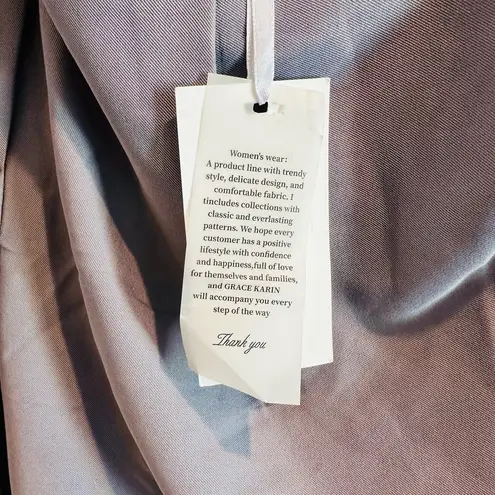 Women's wear:
A product line with trendy
style, delicate design, and
comfortable fabric. I
tincludes collections with
classic and everlasting
patterns. We hope every
customer has a positive
lifestyle with confidence
and happiness,full of love
for themselves and families,
and GRACE KARIN
will accompany you every
step of the way
Thank you